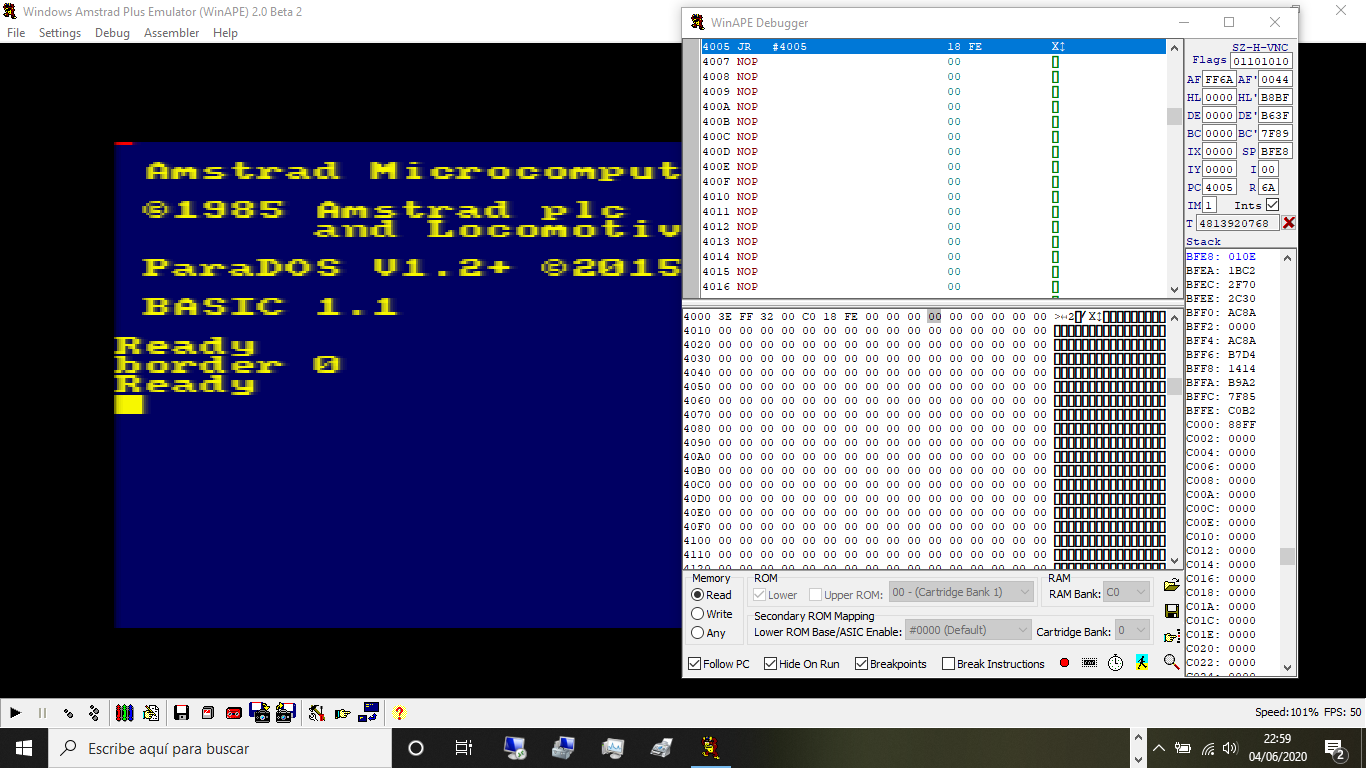 Windows Amstrad Plus Emulator (WinAPE) 2.0 Beta 2
File Settings Debug Assembler Help
Amstrad Microcomput
©1985 Amstrad plc
and Locomotiv
ParaDOS V1.2+ ©2015
BASIC 1.1
Ready
border 0
Ready
WinAPE Debugger
4005 JR #4005 18 FE
4007 NOP 00
4008 NOP 00
4009 NOP 00
400A NOP 00
400B NOP 00
400C NOP 00
400D NOP 00
400E NOP 00
400F NOP 00
4010 NOP 00
4011 NOP 00
4012 NOP 00
4013 NOP 00
4014 NOP 00
4015 NOP 00
4016 NOP 00
SZ-H-VNC
Flags 01101010
AF FF6A AF' 0044
HL 0000 HL' B8BF
DE 0000 DE' B63F
BC 0000 BC' 7F89
IX 0000 SP BFE8
IY 0000 I 00
PC 4005 R 6A
IM 1 Ints
T 4813920768
Stack
BFE8: 010E
BFEA: 1BC2
BFEC: 2F70
BFEE: 2C30
BFF0: AC8A
BFF2: 0000
BFF4: AC8A
BFF6: B7D4
BFF8: 1414
BFFA: B9A2
BFFC: 7F85
BFFE: C0B2
C000: 88FF
C002: 0000
C004: 0000
C006: 0000
C008: 0000
C00A: 0000
C00C: 0000
C00E: 0000
C010: 0000
C012: 0000
C014: 0000
C016: 0000
C018: 0000
C01A: 0000
C01C: 0000
C01E: 0000
C020: 0000
C022: 0000
C024: 0000
4000 3E FF 32 00 C0 18 FE 00 00 00 00 00 00 00 00 00
4010 00 00 00 00 00 00 00 00 00 00 00 00 00 00 00 00
4020 00 00 00 00 00 00 00 00 00 00 00 00 00 00 00 00
4030 00 00 00 00 00 00 00 00 00 00 00 00 00 00 00 00
4040 00 00 00 00 00 00 00 00 00 00 00 00 00 00 00 00
4050 00 00 00 00 00 00 00 00 00 00 00 00 00 00 00 00
4060 00 00 00 00 00 00 00 00 00 00 00 00 00 00 00 00
4070 00 00 00 00 00 00 00 00 00 00 00 00 00 00 00 00
4080 00 00 00 00 00 00 00 00 00 00 00 00 00 00 00 00
4090 00 00 00 00 00 00 00 00 00 00 00 00 00 00 00 00
40A0 00 00 00 00 00 00 00 00 00 00 00 00 00 00 00 00
40B0 00 00 00 00 00 00 00 00 00 00 00 00 00 00 00 00
40C0 00 00 00 00 00 00 00 00 00 00 00 00 00 00 00 00
40D0 00 00 00 00 00 00 00 00 00 00 00 00 00 00 00 00
40E0 00 00 00 00 00 00 00 00 00 00 00 00 00 00 00 00
40F0 00 00 00 00 00 00 00 00 00 00 00 00 00 00 00 00
4100 00 00 00 00 00 00 00 00 00 00 00 00 00 00 00 00
4110 00 00 00 00 00 00 00 00 00 00 00 00 00 00 00 00
4120 00 00 00 00 00 00 00 00 00 00 00 00 00 00 00 00
Memory
Read
Write
Any
ROM
Lower Upper ROM: 00 - (Cartridge Bank 1)
RAM
RAM Bank: C0
Secondary ROM Mapping
Lower ROM Base/ASIC Enable: #0000 (Default) Cartridge Bank: 0
Follow PC Hide On Run Breakpoints Break Instructions
Speed:101% FPS: 50
Escribe aquí para buscar
22:59
04/06/2020
2